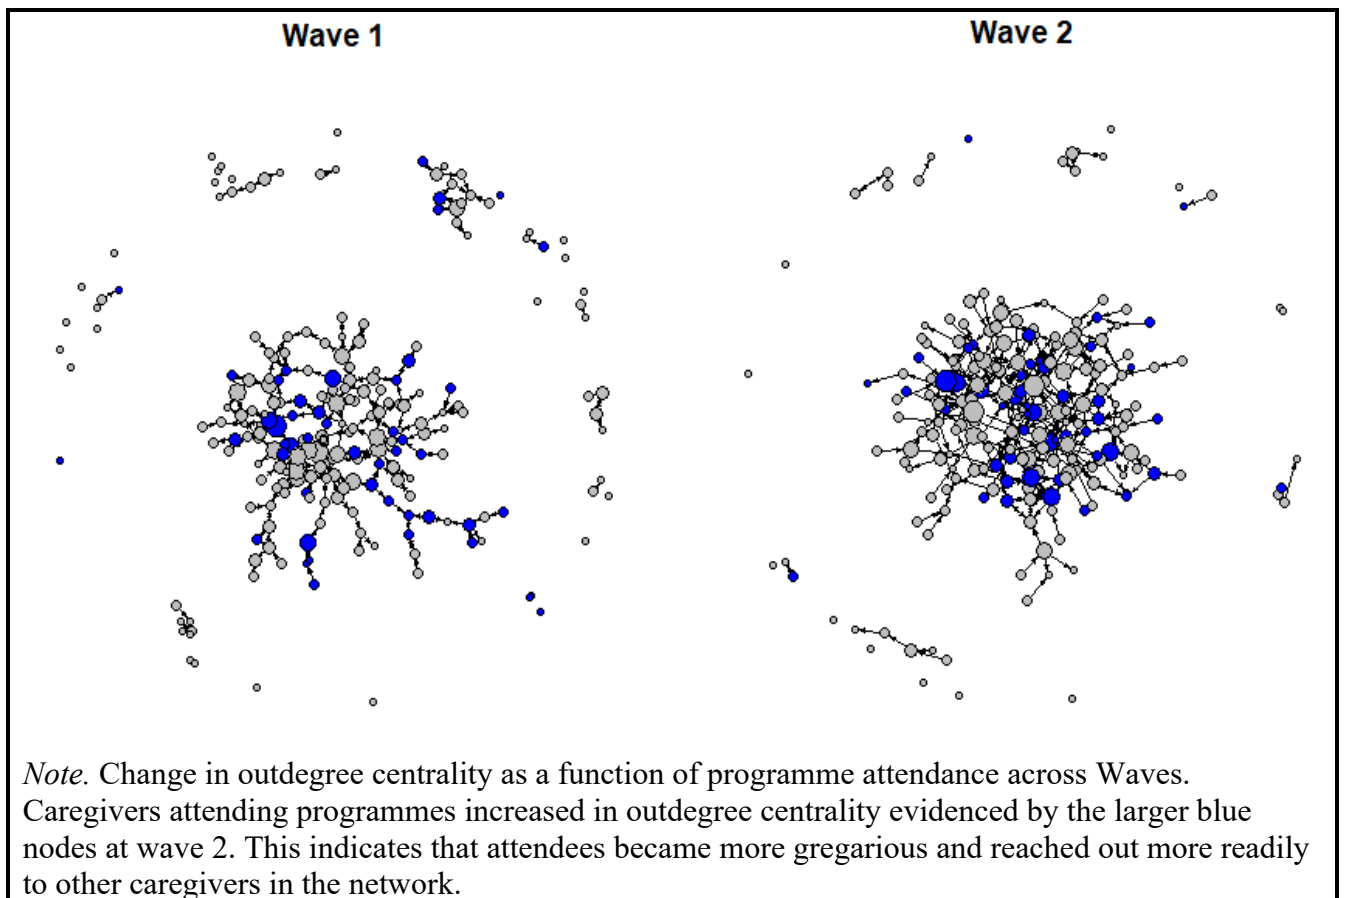 Wave 1
Wave 2
Note. Change in outdegree centrality as a function of programme attendance across Waves.
Caregivers attending programmes increased in outdegree centrality evidenced by the larger blue
nodes at wave 2. This indicates that attendees became more gregarious and reached out more readily
to other caregivers in the network.